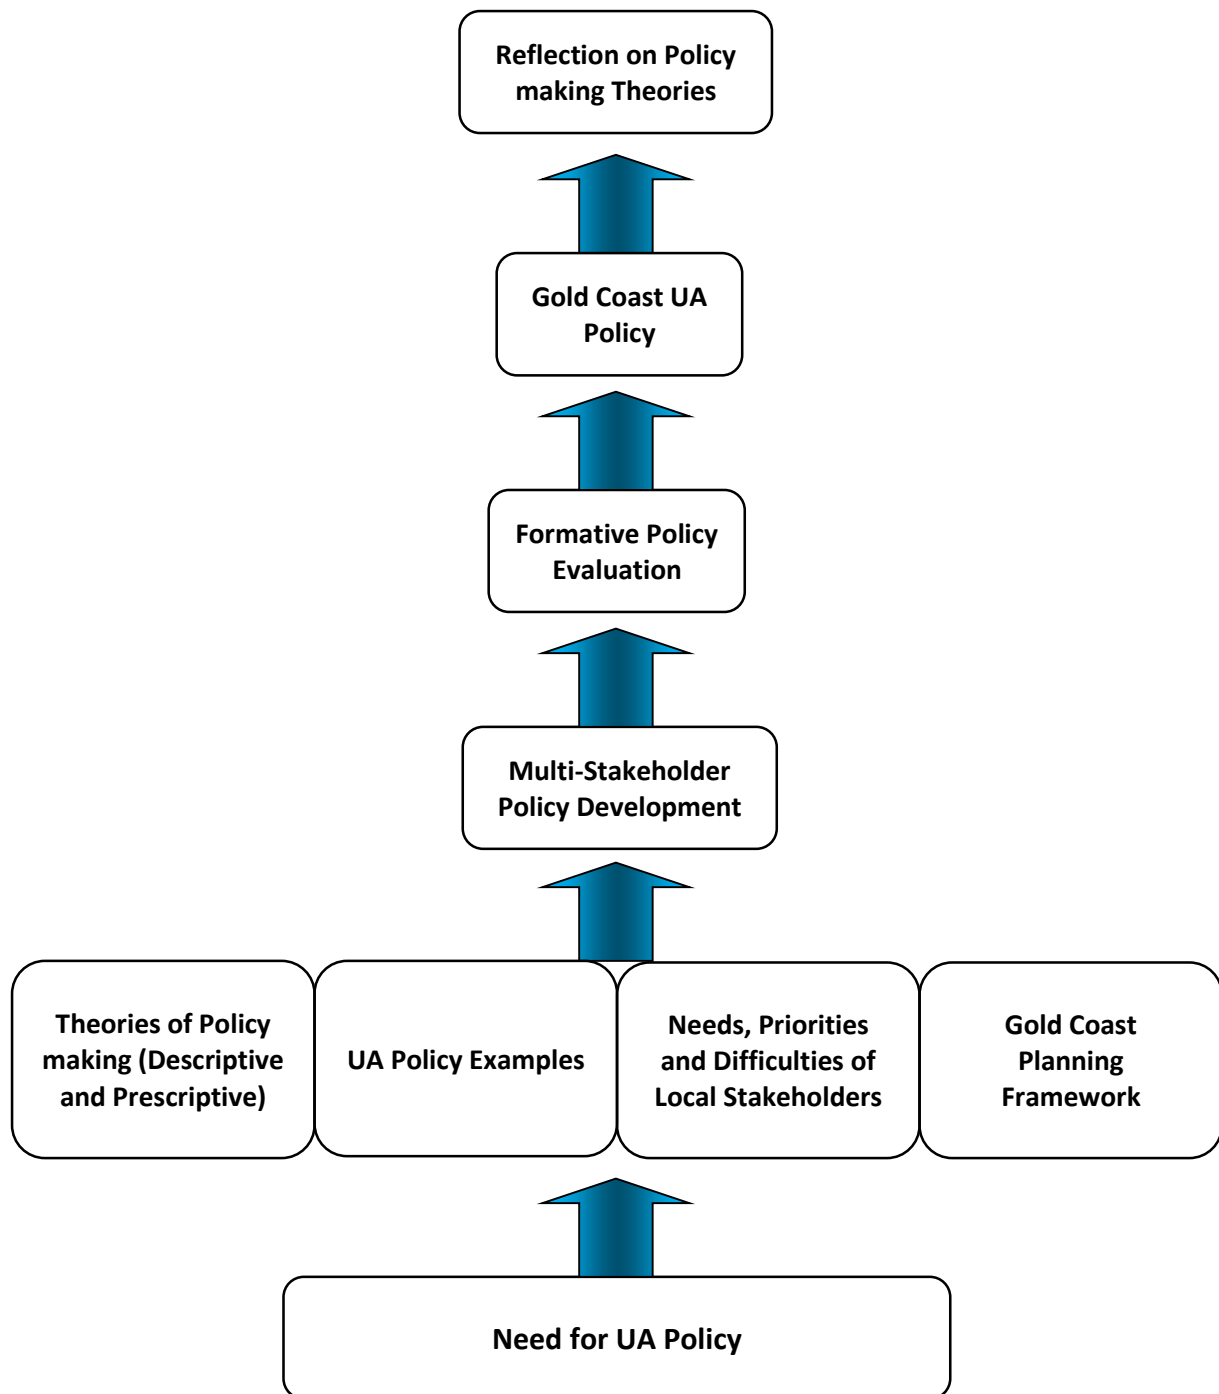 Reflection on Policy
making Theories
Gold Coast UA
Policy
Formative Policy
Evaluation
Multi-Stakeholder
Policy Development
Theories of Policy
making (Descriptive
and Prescriptive)
UA Policy Examples
Needs, Priorities
and Difficulties of
Local Stakeholders
Gold Coast
Planning
Framework
Need for UA Policy